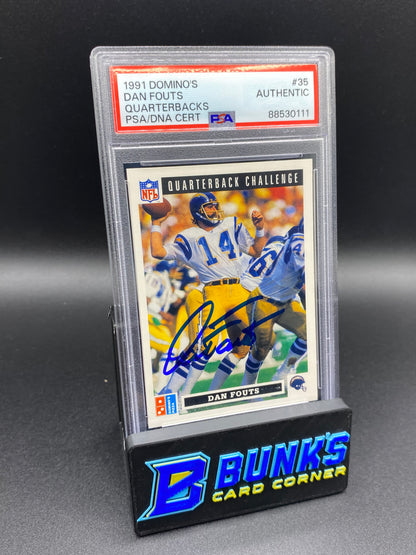 1991 DOMINO'S #35
DAN FOUTS AUTHENTIC
QUARTERBACKS
PSA/DNA CERT PSA 88530111
NFL QUARTERBACK CHALLENGE
14
DAN FOUTS
B BUNK'S
CARD CORNER